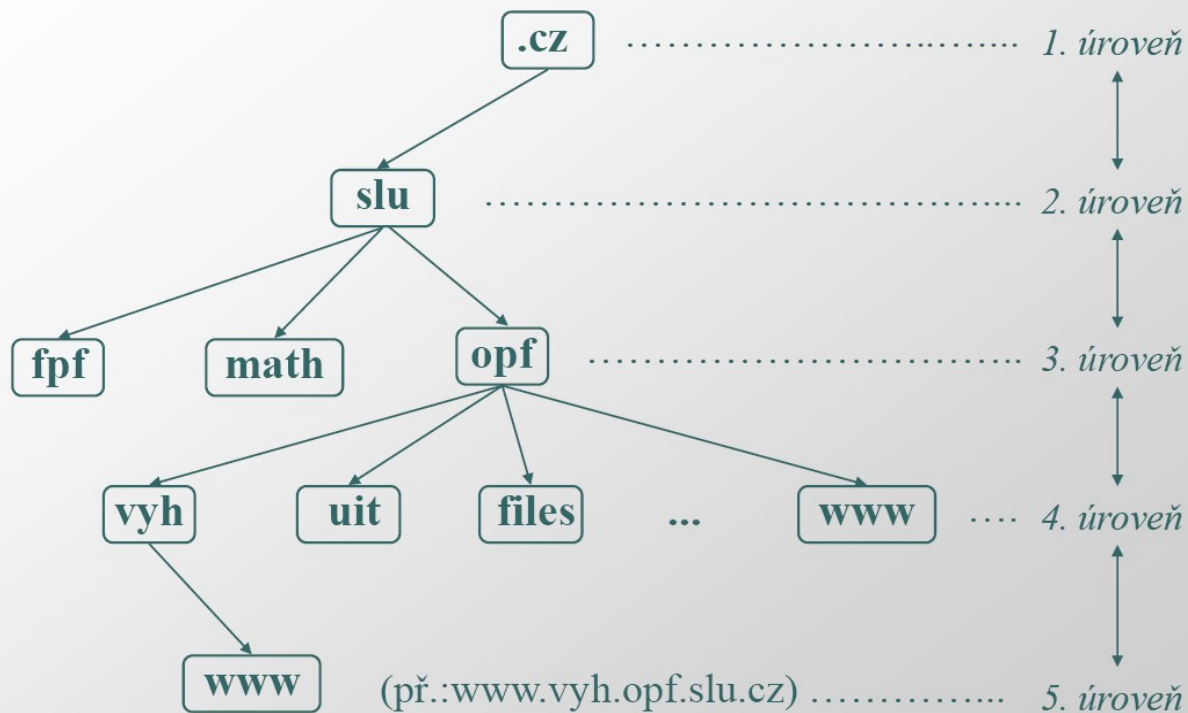 .cz ................................ 1. úroveň
slu ................................ 2. úroveň
fpf math opf ................................ 3. úroveň
vyh uit files ... www .... 4. úroveň
www (př.:www.vyh.opf.slu.cz) ................ 5. úroveň